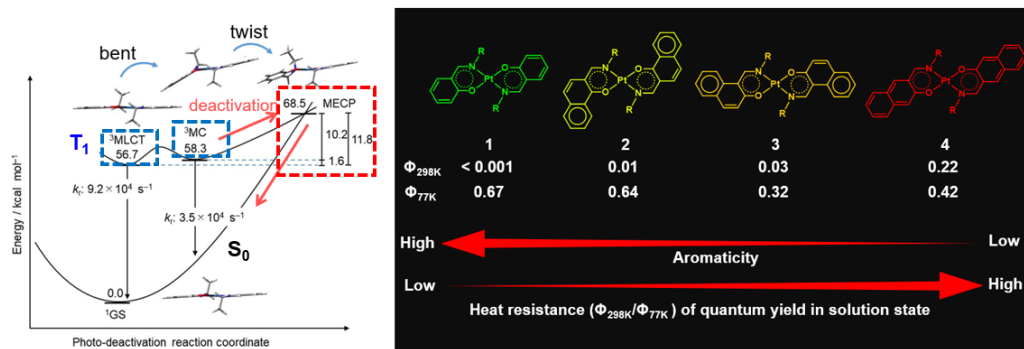 bent
twist
deactivation
68.5 MECP
T₁
³MLCT
56.7
³MC
58.3
10.2
11.8
1.6
kᵣ: 9.2 × 10⁴ s⁻¹
kᵣ: 3.5 × 10⁴ s⁻¹
S₀
0.0
¹GS
Energy / kcal mol⁻¹
Photo-deactivation reaction coordinate
R R R R
N O N O N O N O
Pt Pt Pt Pt
O N O N O N O N
R R R R
1 2 3 4
Φ298K < 0.001 0.01 0.03 0.22
Φ77K 0.67 0.64 0.32 0.42
High Low
Aromaticity
Low High
Heat resistance (Φ298K/Φ77K ) of quantum yield in solution state